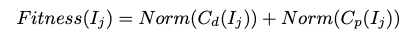 Fitness(I_j) = Norm(C_d(I_j)) + Norm(C_p(I_j))